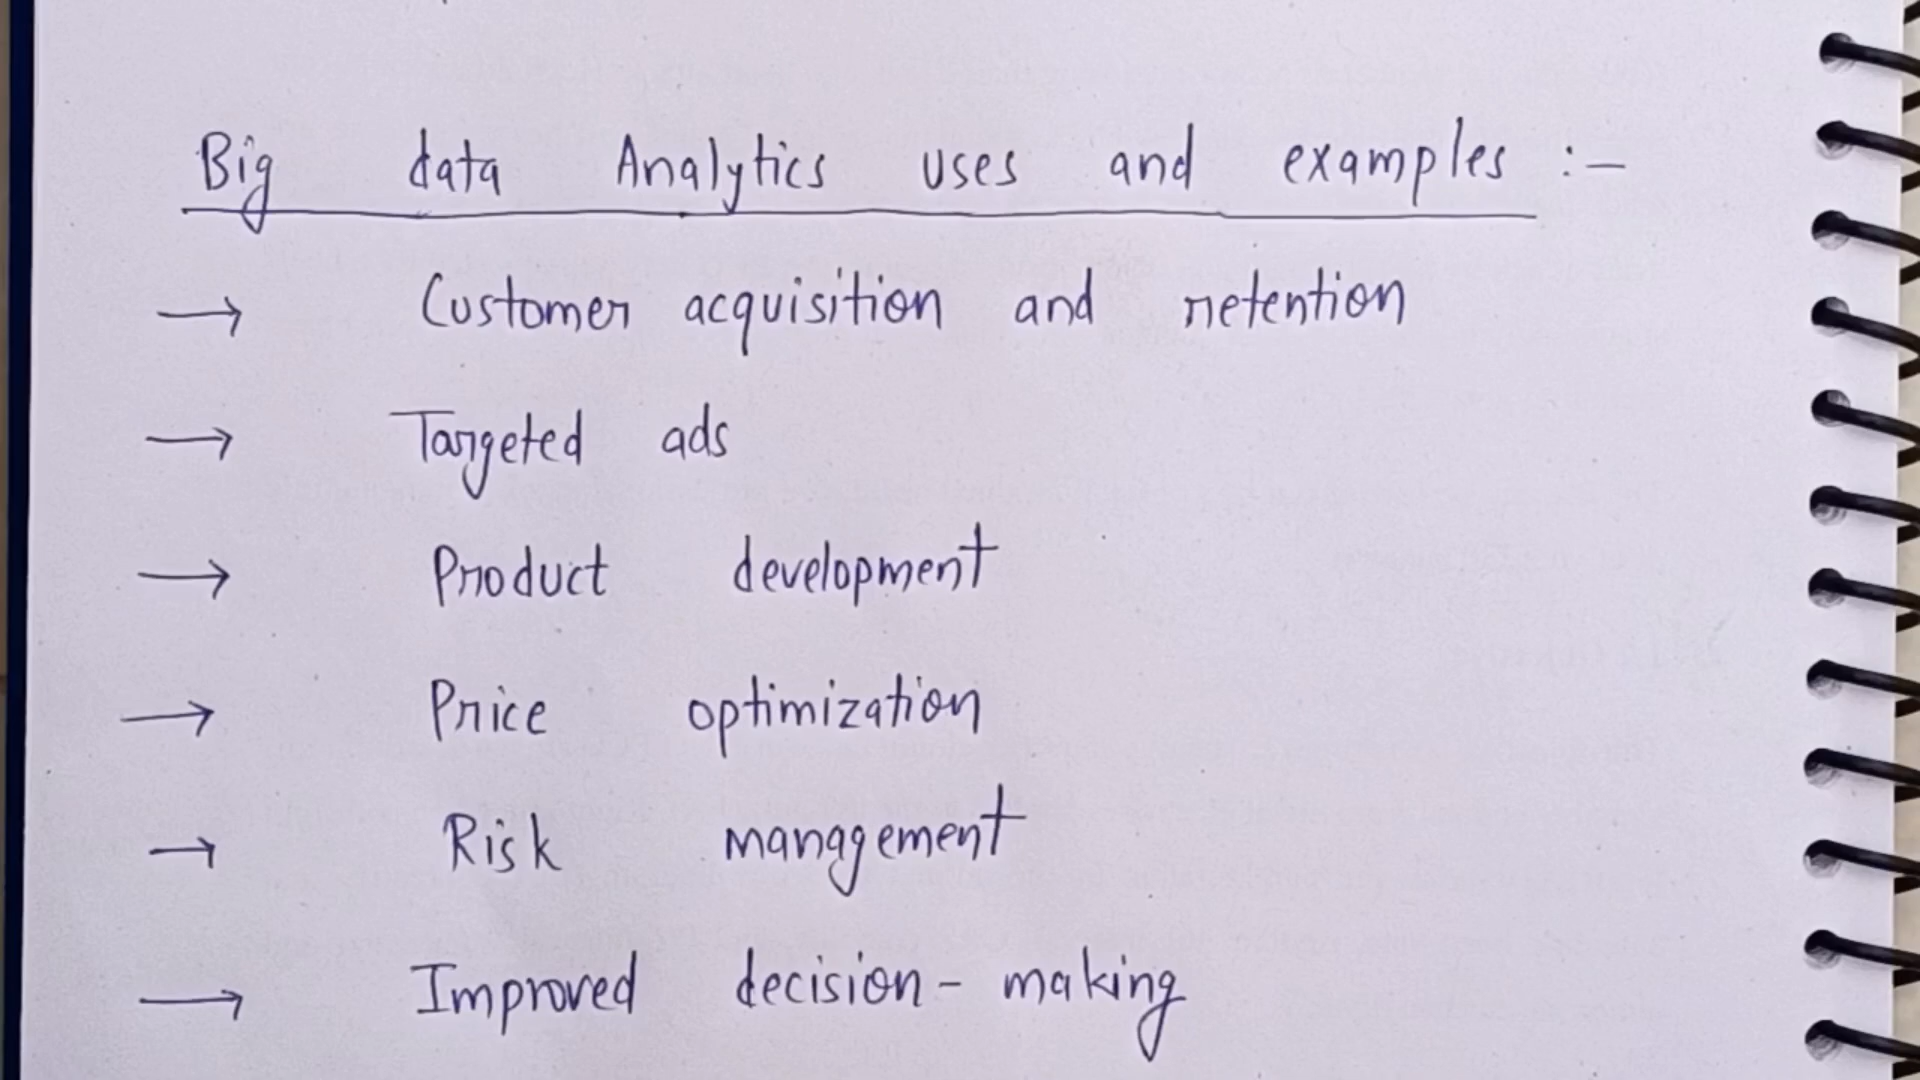 Big data Analytics uses and examples :-
→ Customer acquisition and retention
→ Targeted ads
→ Product development
→ Price optimization
→ Risk management
→ Improved decision - making